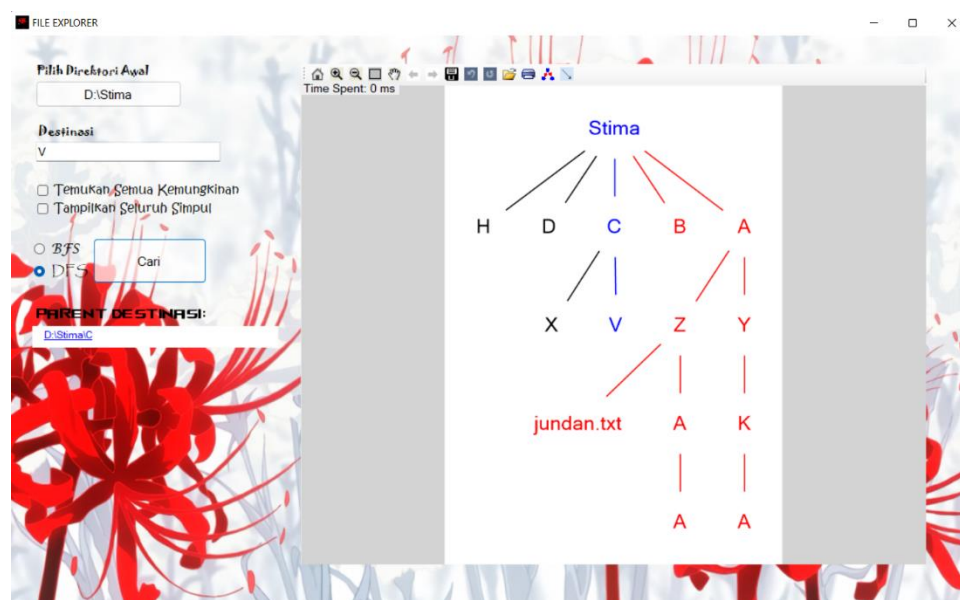 FILE EXPLORER
Pilih Direktori Awal
D:\Stima
Destinasi
V
Temukan Semua Kemungkinan
Tampilkan Seluruh Simpul
BFS
DFS
Cari
PARENT DESTINASI:
D:\Stima\C
Time Spent: 0 ms
Stima
H D C B A
X V Z Y
jundan.txt A K
A A